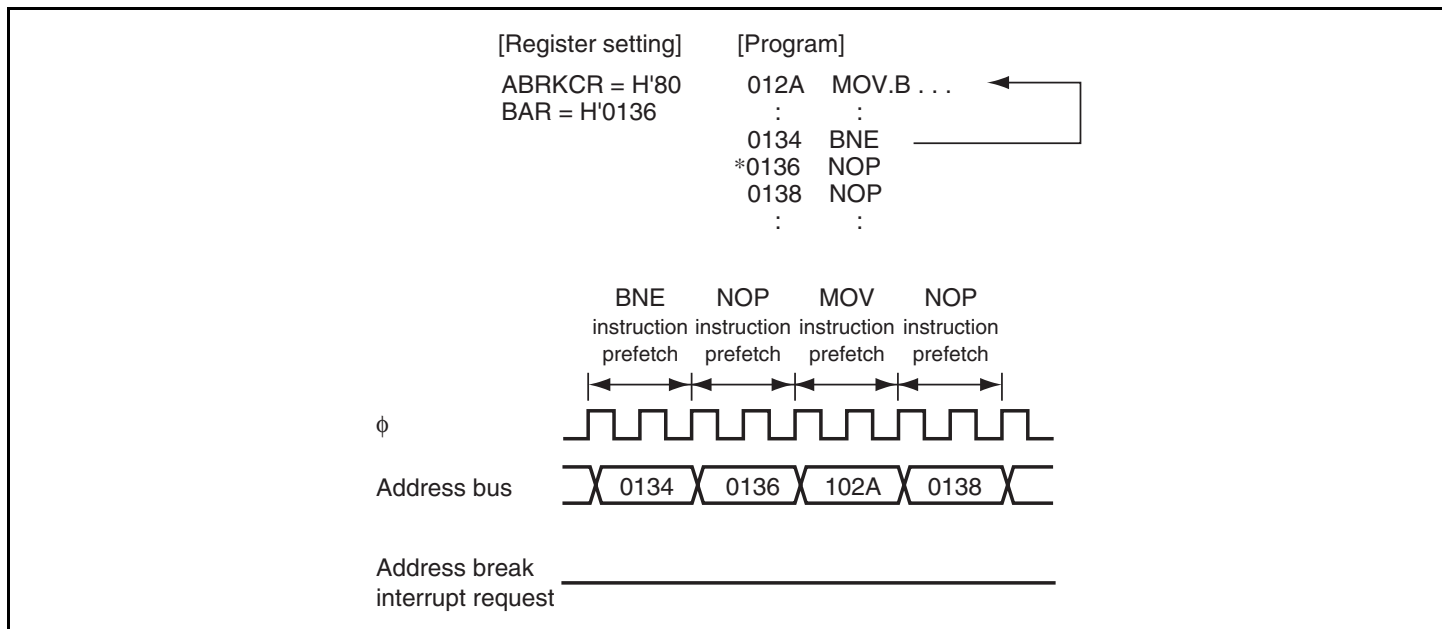 [Register setting] [Program]
ABRKCR = H'80 012A MOV.B . . .
BAR = H'0136 : :
0134 BNE
*0136 NOP
0138 NOP
: :
BNE NOP MOV NOP
instruction instruction instruction instruction
prefetch prefetch prefetch prefetch
ϕ
Address bus 0134 0136 102A 0138
Address break
interrupt request